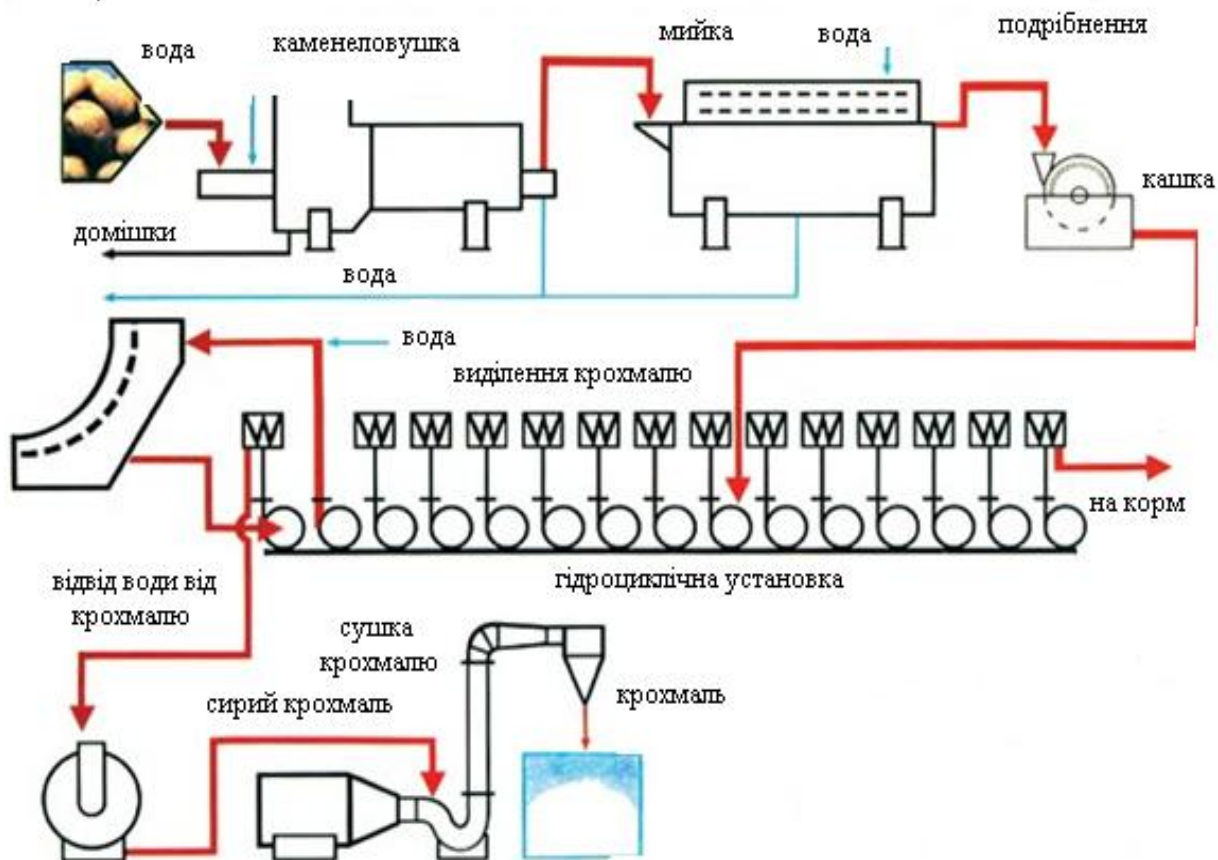 вода
каменеловушка
мийка
вода
подрібнення
кашка
домішки
вода
вода
виділення крохмалю
на корм
гідроциклічна установка
відвід води від
крохмалю
сушка
крохмалю
сирий крохмаль
крохмаль